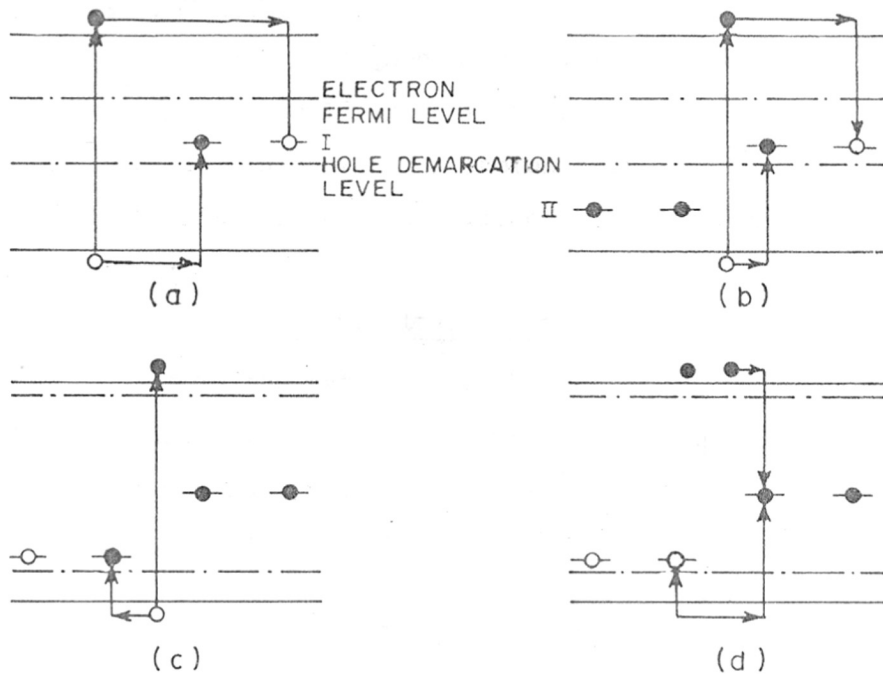 ELECTRON
FERMI LEVEL
I
HOLE DEMARCATION
LEVEL
II
(a)
(b)
(c)
(d)